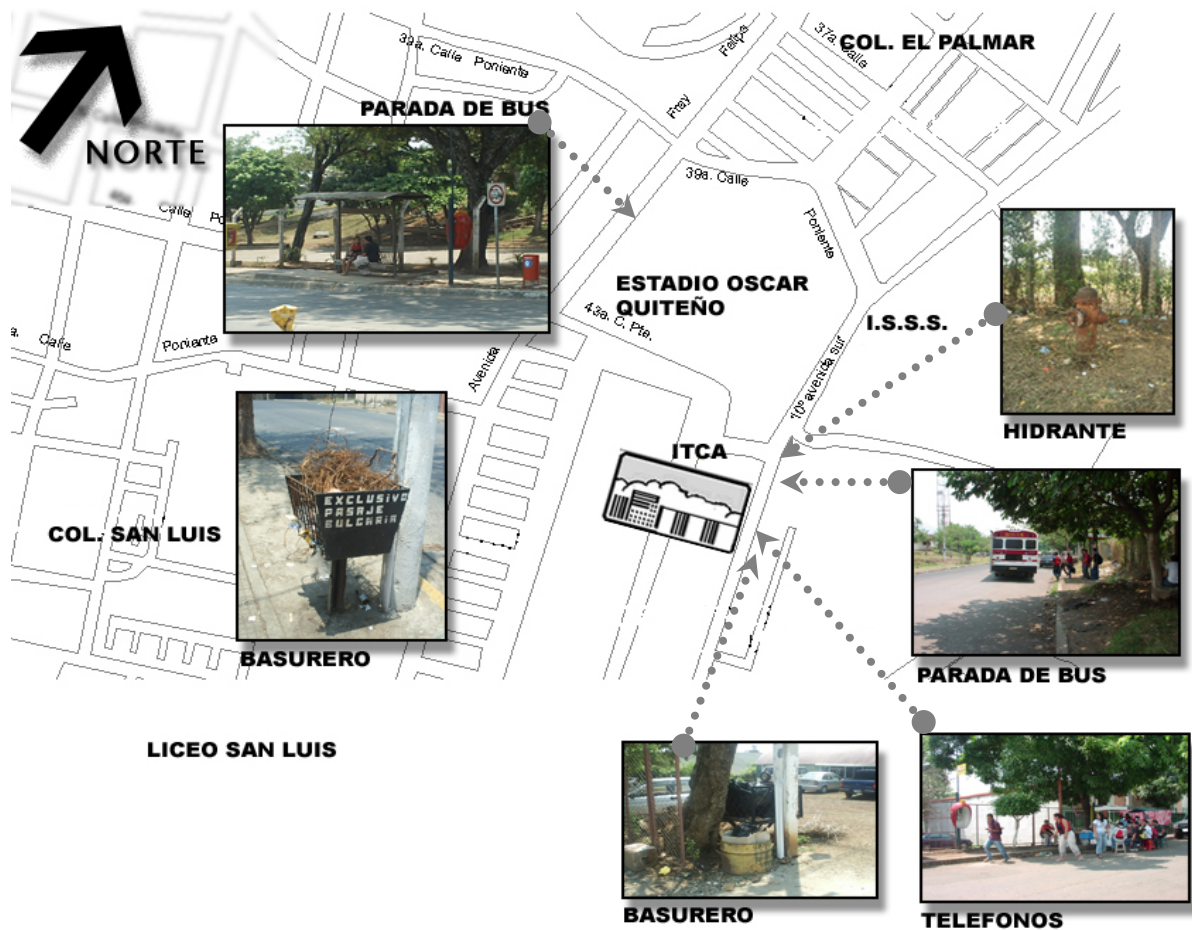 COL. EL PALMAR
37a. Calle
39a. Calle Poniente
Felipe
Fray
PARADA DE BUS
NORTE
39a. Calle
Poniente
Calle
ESTADIO OSCAR
QUITEÑO
43a. C. Pte.
I.S.S.S.
Calle
Poniente
Avenida
10º avenida sur
HIDRANTE
ITCA
EXCLUSIVO
PASAJE
BULGARIA
COL. SAN LUIS
BASURERO
PARADA DE BUS
LICEO SAN LUIS
BASURERO
TELEFONOS